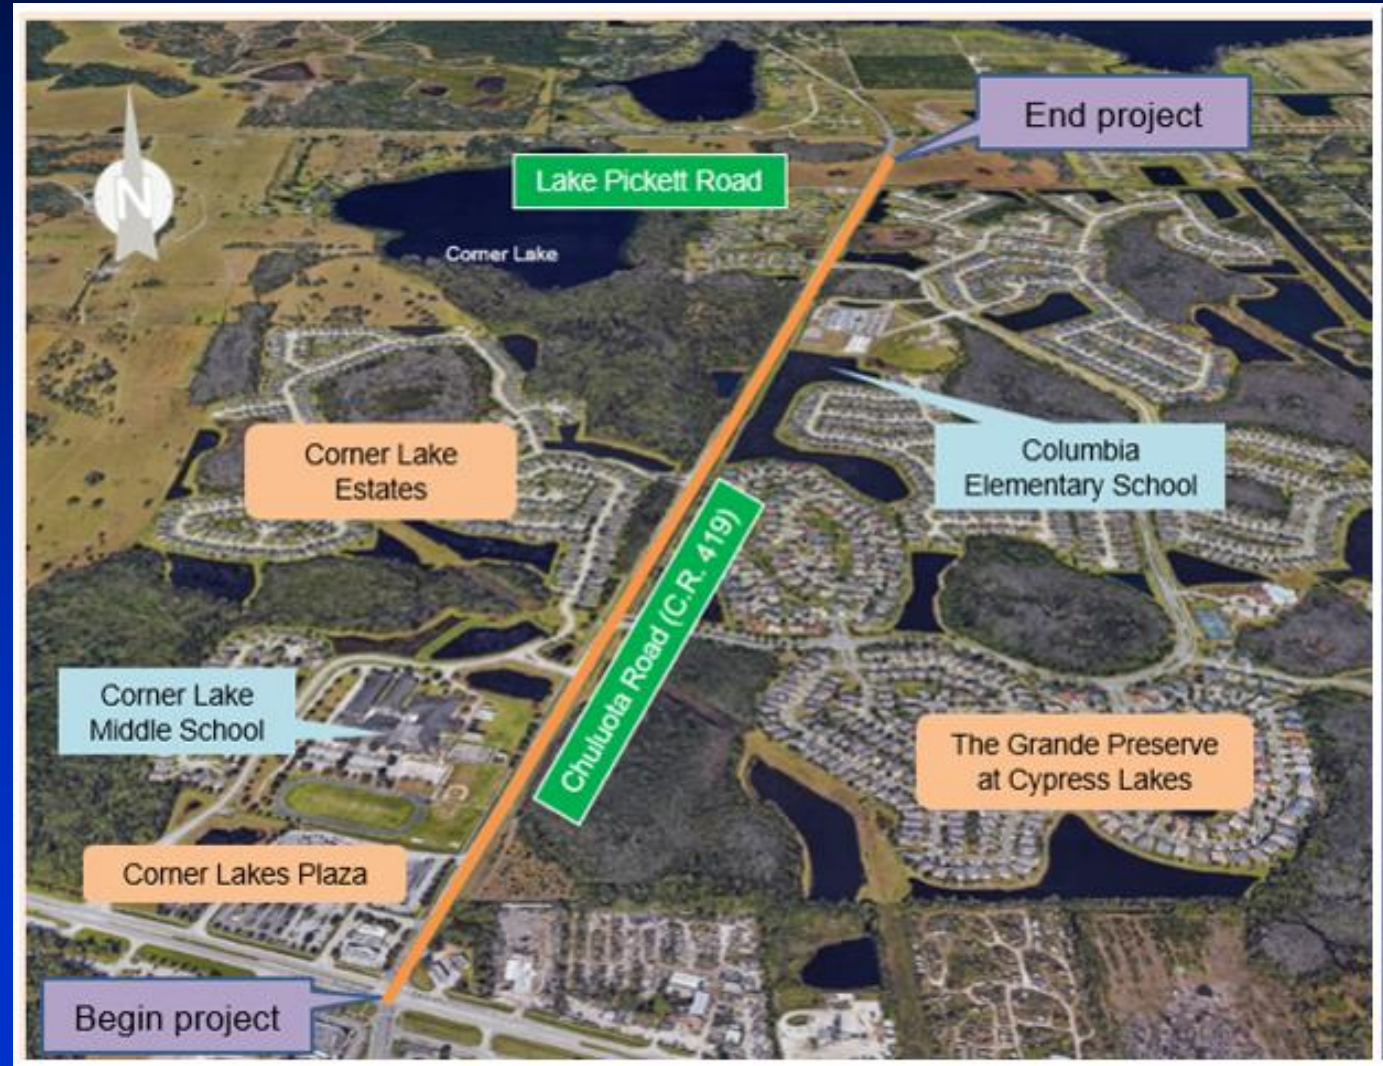 End project
Lake Pickett Road
N
Corner Lake
Corner Lake
Estates
Columbia
Elementary School
Chuluota Road (C.R. 419)
Corner Lake
Middle School
The Grande Preserve
at Cypress Lakes
Corner Lakes Plaza
Begin project